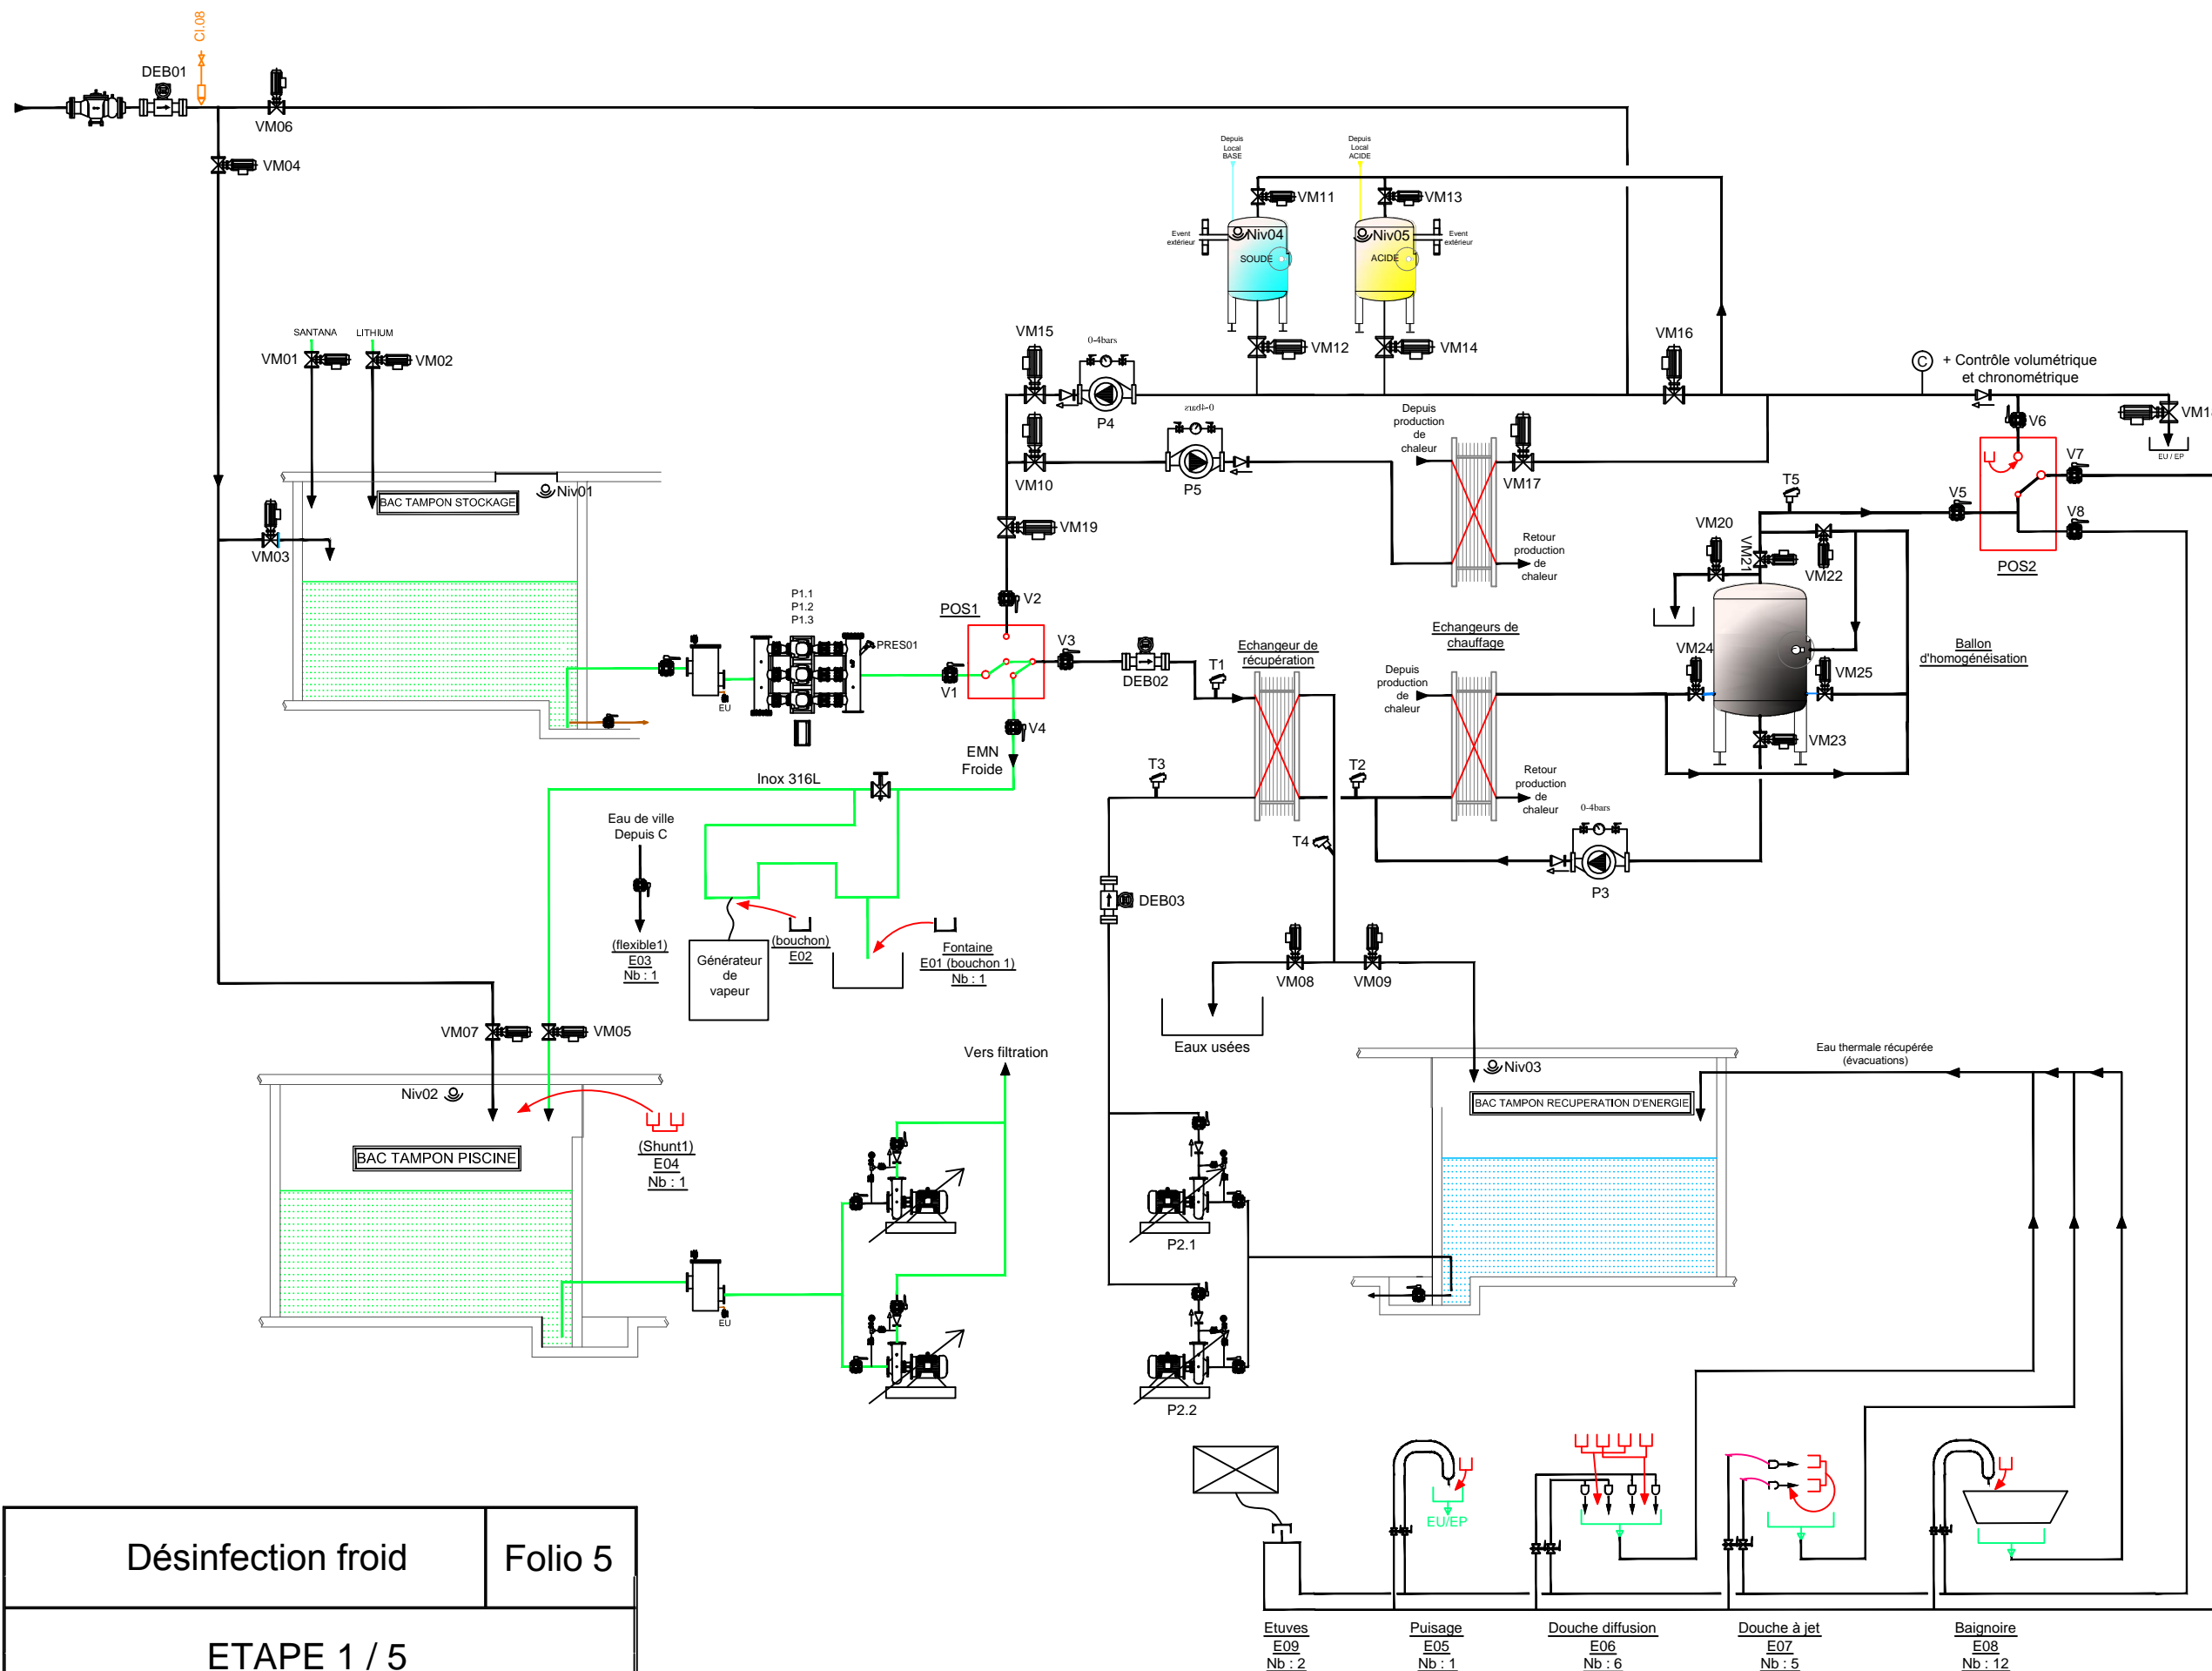 CI.08
DEB01
VM06
VM04
Depuis
Local
BASE
Depuis
Local
ACIDE
VM11
VM13
Event
extérieur
Niv04
SOUDE
Niv05
ACIDE
Event
extérieur
VM12
VM14
SANTANA
LITHIUM
VM01
VM02
VM15
0-4bars
P4
VM16
C
+ Contrôle volumétrique
et chronométrique
V6
EU / EP
VM10
0-4bars
P5
Depuis
production
de
chaleur
VM17
Retour
production
de
chaleur
BAC TAMPON STOCKAGE
Niv01
VM03
VM19
V2
T5
V5
V7
V8
POS2
VM20
VM21
VM22
P1.1
P1.2
P1.3
PRES01
EU
POS1
V1
V3
V4
DEB02
T1
Echangeur de
récupération
Echangeurs de
chauffage
Depuis
production
de
chaleur
VM24
VM25
Ballon
d'homogénéisation
VM23
EMN
Froide
Inox 316L
T3
T2
Retour
production
de
chaleur
T4
0-4bars
P3
Eau de ville
Depuis C
(flexible1)
E03
Nb : 1
Générateur
de
vapeur
(bouchon)
E02
Fontaine
E01 (bouchon 1)
Nb : 1
DEB03
VM08
VM09
Eaux usées
VM07
VM05
Niv02
BAC TAMPON PISCINE
(Shunt1)
E04
Nb : 1
EU
Vers filtration
P2.1
P2.2
Niv03
BAC TAMPON RECUPERATION D'ENERGIE
Eau thermale récupérée
(évacuations)
EU/EP
Etuves
E09
Nb : 2
Puisage
E05
Nb : 1
Douche diffusion
E06
Nb : 6
Douche à jet
E07
Nb : 5
Baignoire
E08
Nb : 12
Désinfection froid
Folio 5
ETAPE 1 / 5